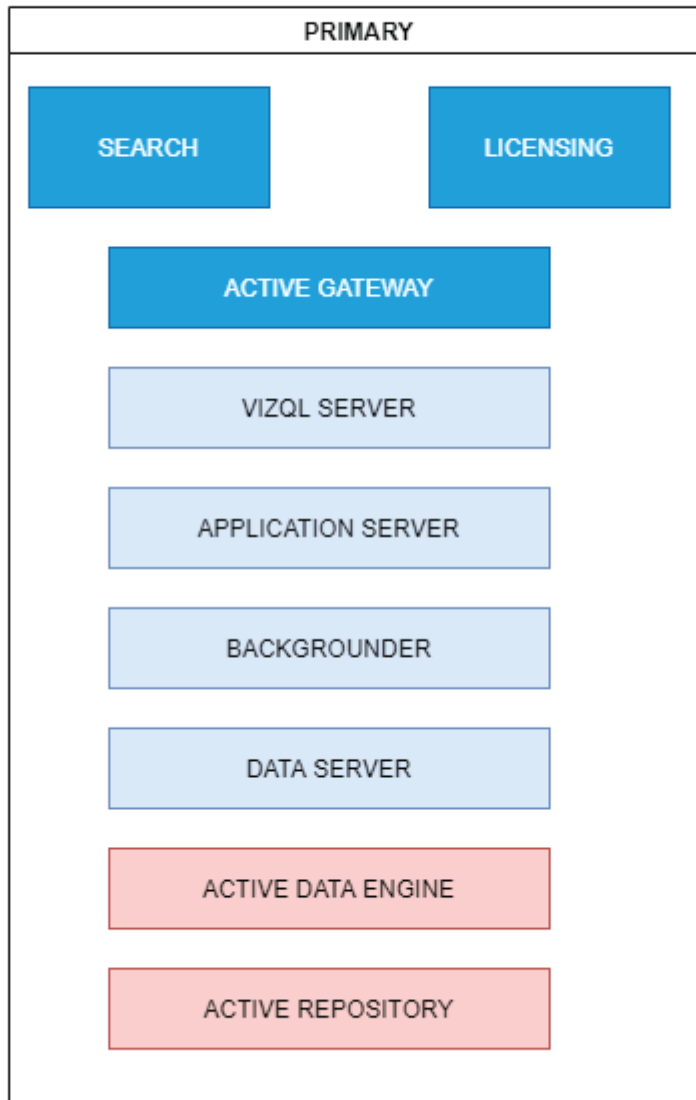 PRIMARY
SEARCH
LICENSING
ACTIVE GATEWAY
VIZQL SERVER
APPLICATION SERVER
BACKGROUNDER
DATA SERVER
ACTIVE DATA ENGINE
ACTIVE REPOSITORY